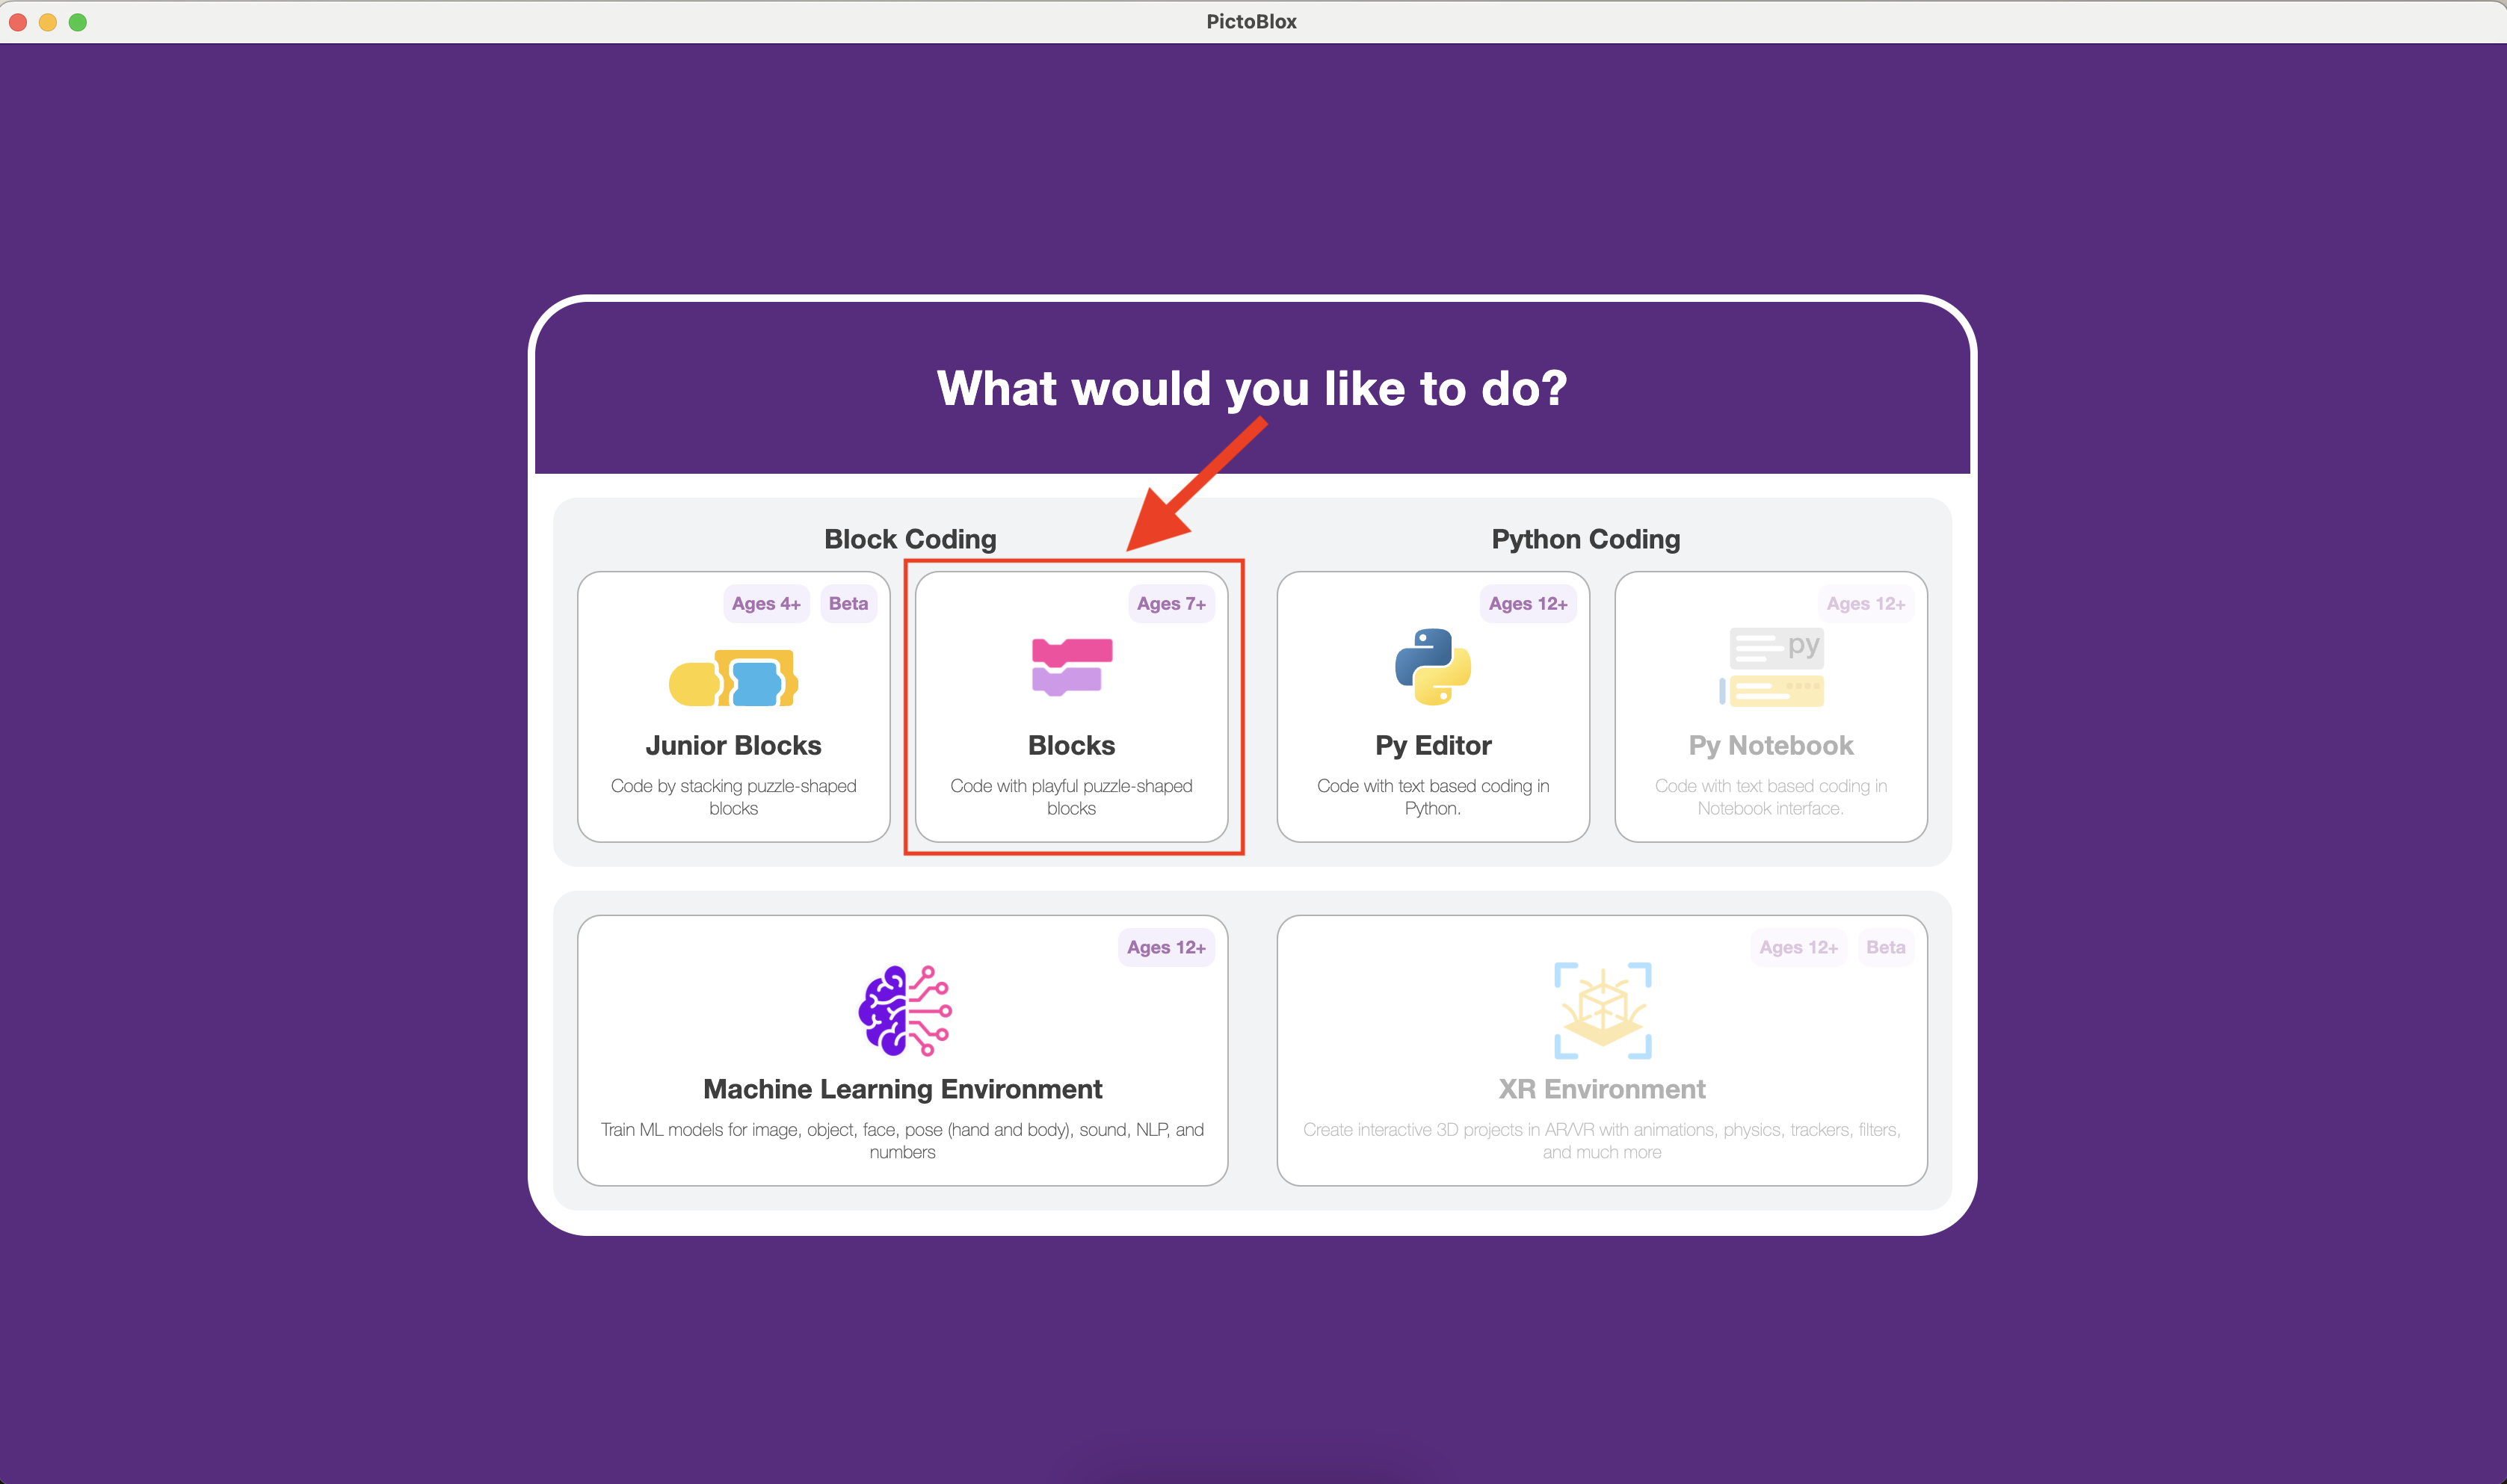 PictoBlox
What would you like to do?
Block Coding
Python Coding
Ages 4+ Beta
Junior Blocks
Code by stacking puzzle-shaped
blocks
Ages 7+
Blocks
Code with playful puzzle-shaped
blocks
Ages 12+
Py Editor
Code with text based coding in
Python.
Ages 12+
py
Py Notebook
Code with text based coding in
Notebook interface.
Ages 12+
Machine Learning Environment
Train ML models for image, object, face, pose (hand and body), sound, NLP, and
numbers
Ages 12+ Beta
XR Environment
Create interactive 3D projects in AR/VR with animations, physics, trackers, filters,
and much more